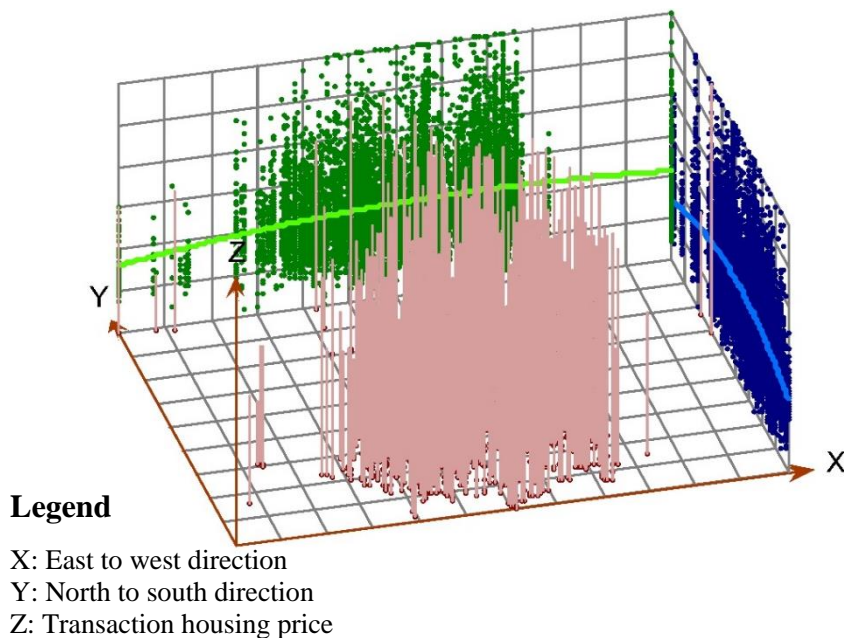 Z
Y
X
Legend
X: East to west direction
Y: North to south direction
Z: Transaction housing price